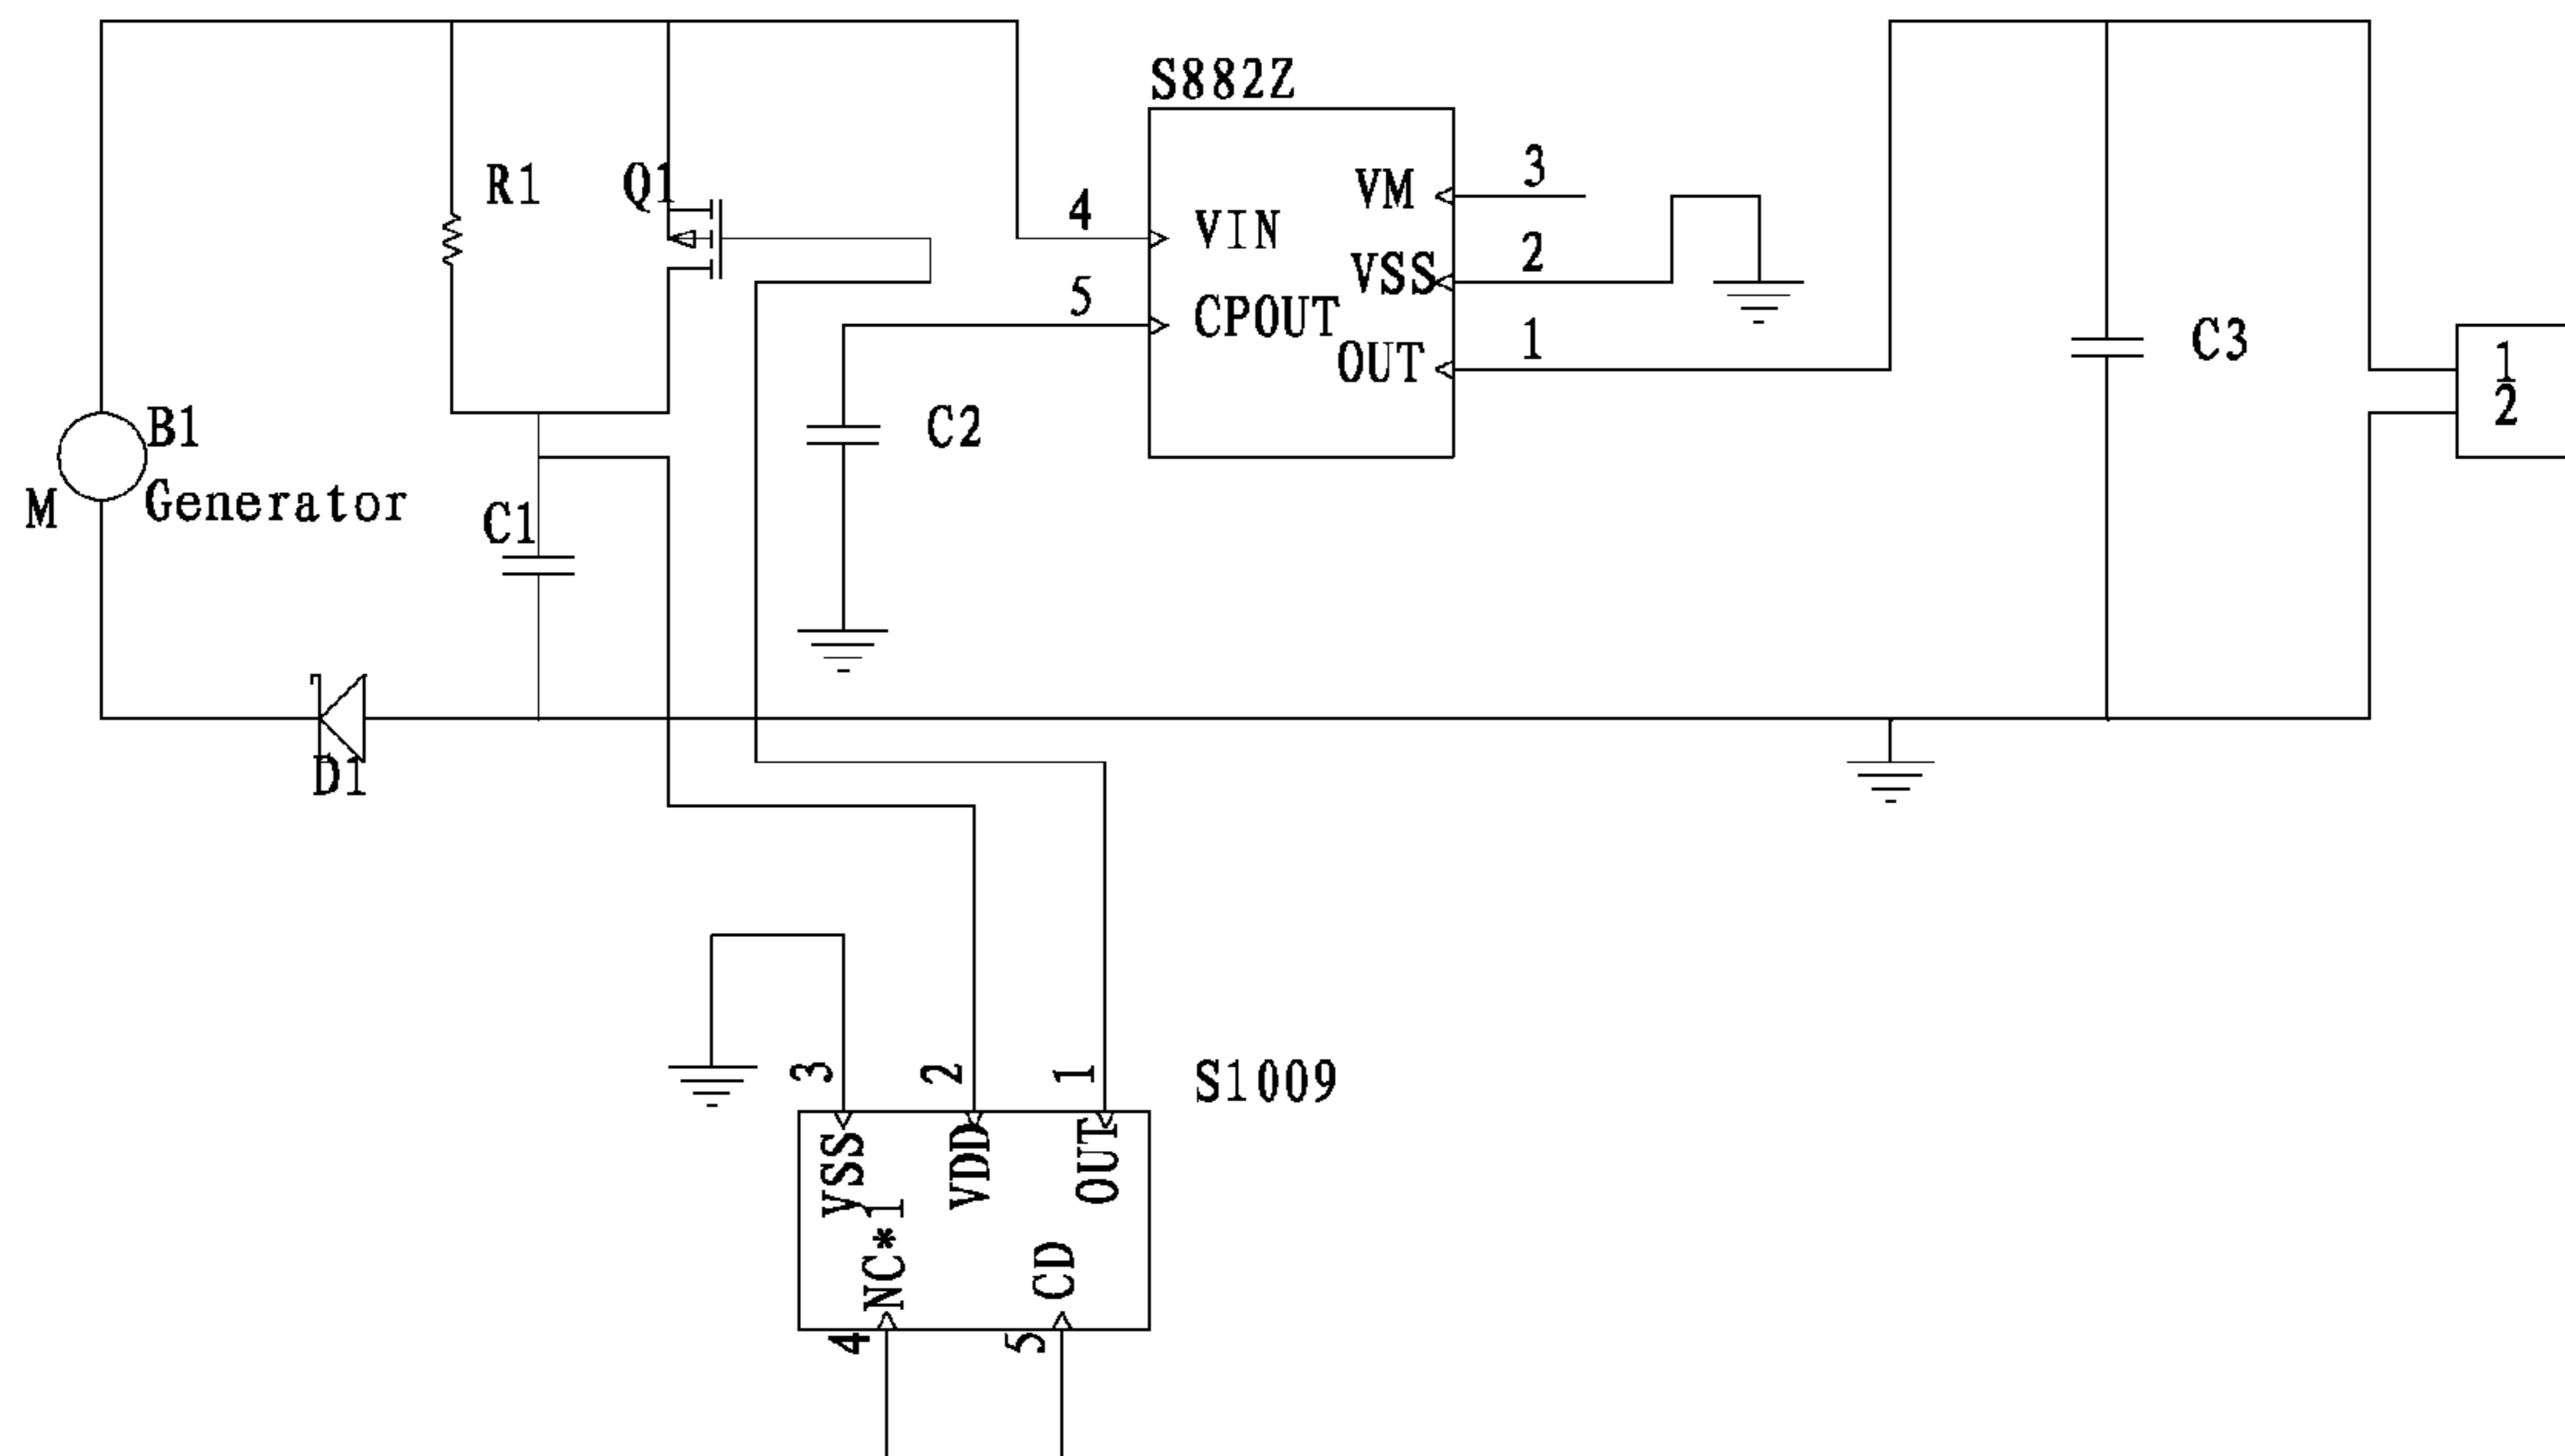 S882Z
R1
Q1
3
VM
4
VIN
2
VSS
5
CPOUT
1
OUT
C3
1
2
B1
C2
M
Generator
C1
D1
S1009
3
2
1
VSS
VDD
OUT
NC*1
CD
4
5